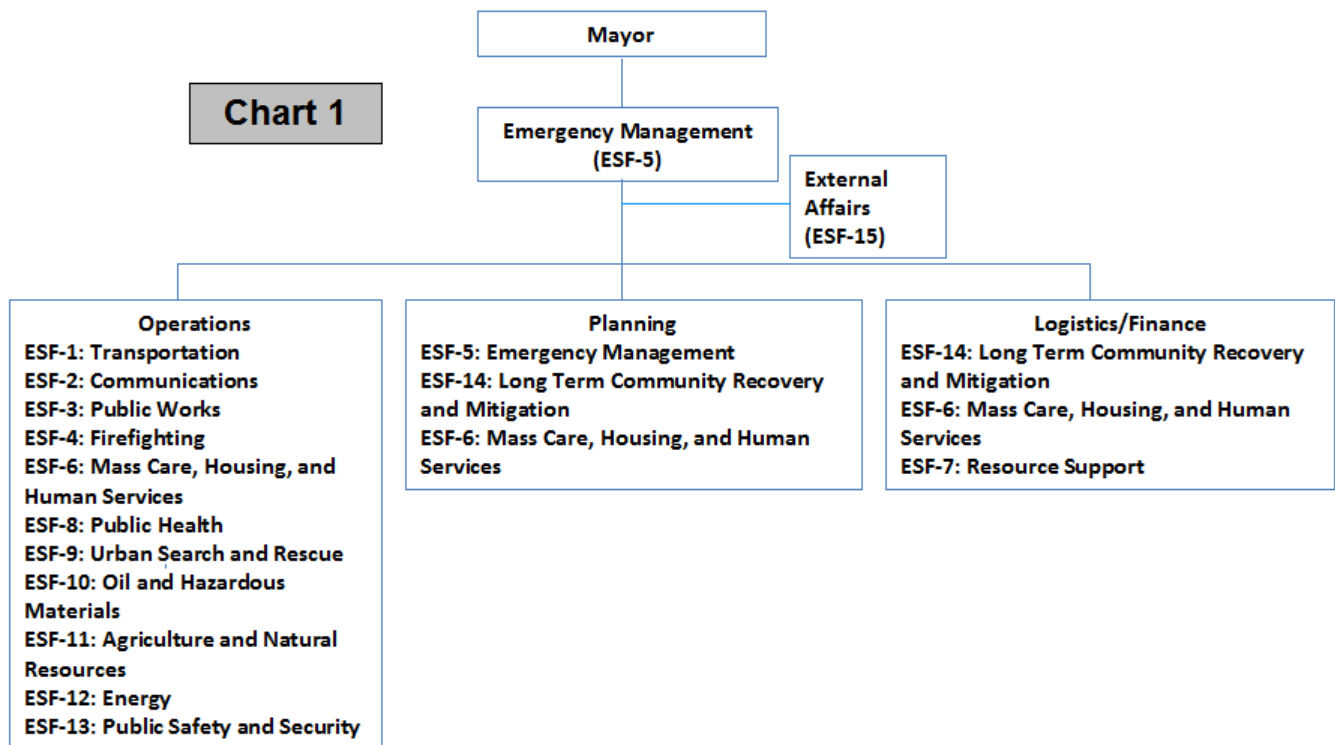 Mayor
Chart 1
Emergency Management
(ESF-5)
External
Affairs
(ESF-15)
Operations
ESF-1: Transportation
ESF-2: Communications
ESF-3: Public Works
ESF-4: Firefighting
ESF-6: Mass Care, Housing, and
Human Services
ESF-8: Public Health
ESF-9: Urban Search and Rescue
ESF-10: Oil and Hazardous
Materials
ESF-11: Agriculture and Natural
Resources
ESF-12: Energy
ESF-13: Public Safety and Security
Planning
ESF-5: Emergency Management
ESF-14: Long Term Community Recovery
and Mitigation
ESF-6: Mass Care, Housing, and Human
Services
Logistics/Finance
ESF-14: Long Term Community Recovery
and Mitigation
ESF-6: Mass Care, Housing, and Human
Services
ESF-7: Resource Support